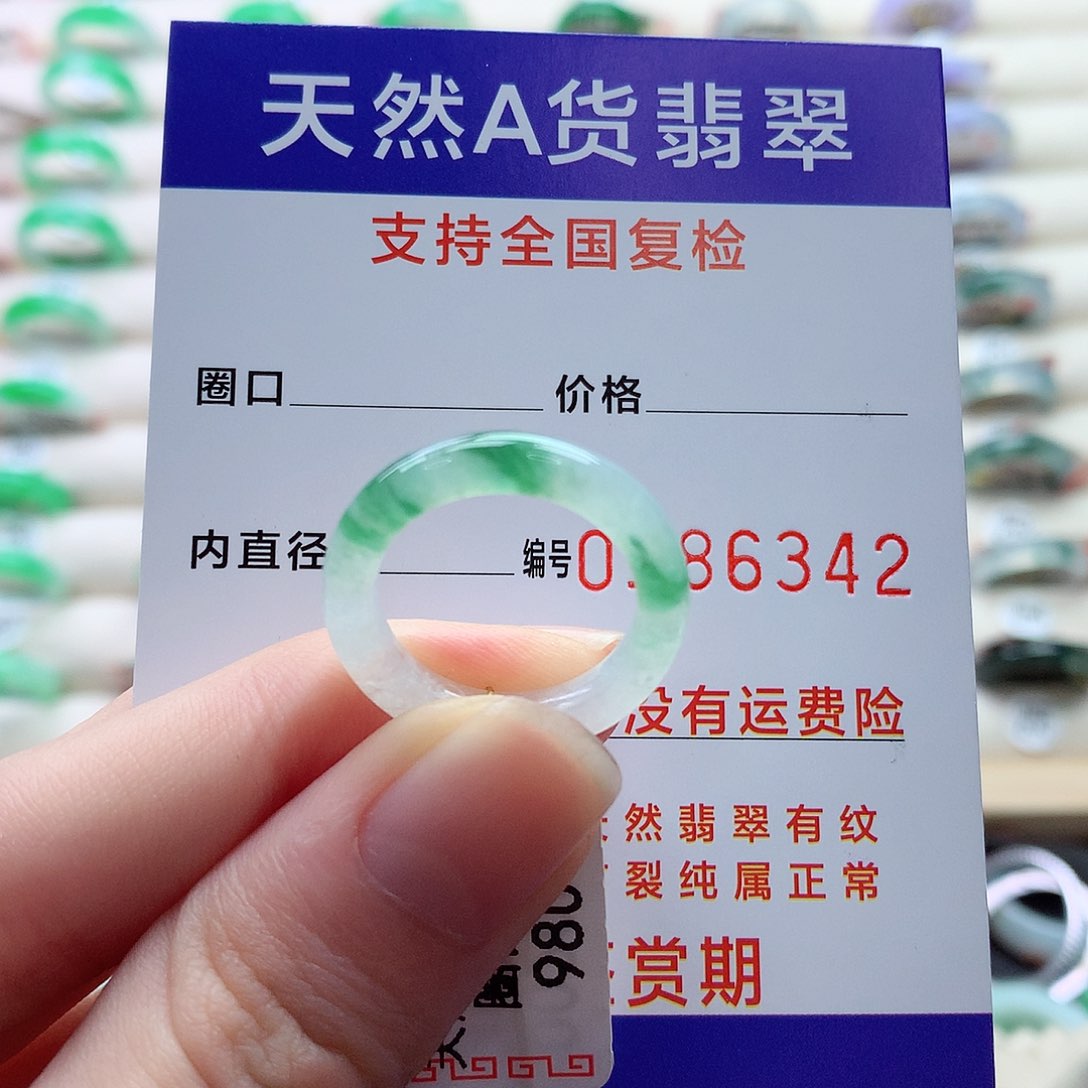 天然A货翡翠
支持全国复检
圈口 价格
内直径 编号 0 86342
没有运费险
然翡翠有纹
裂纯属正常
赏期
980